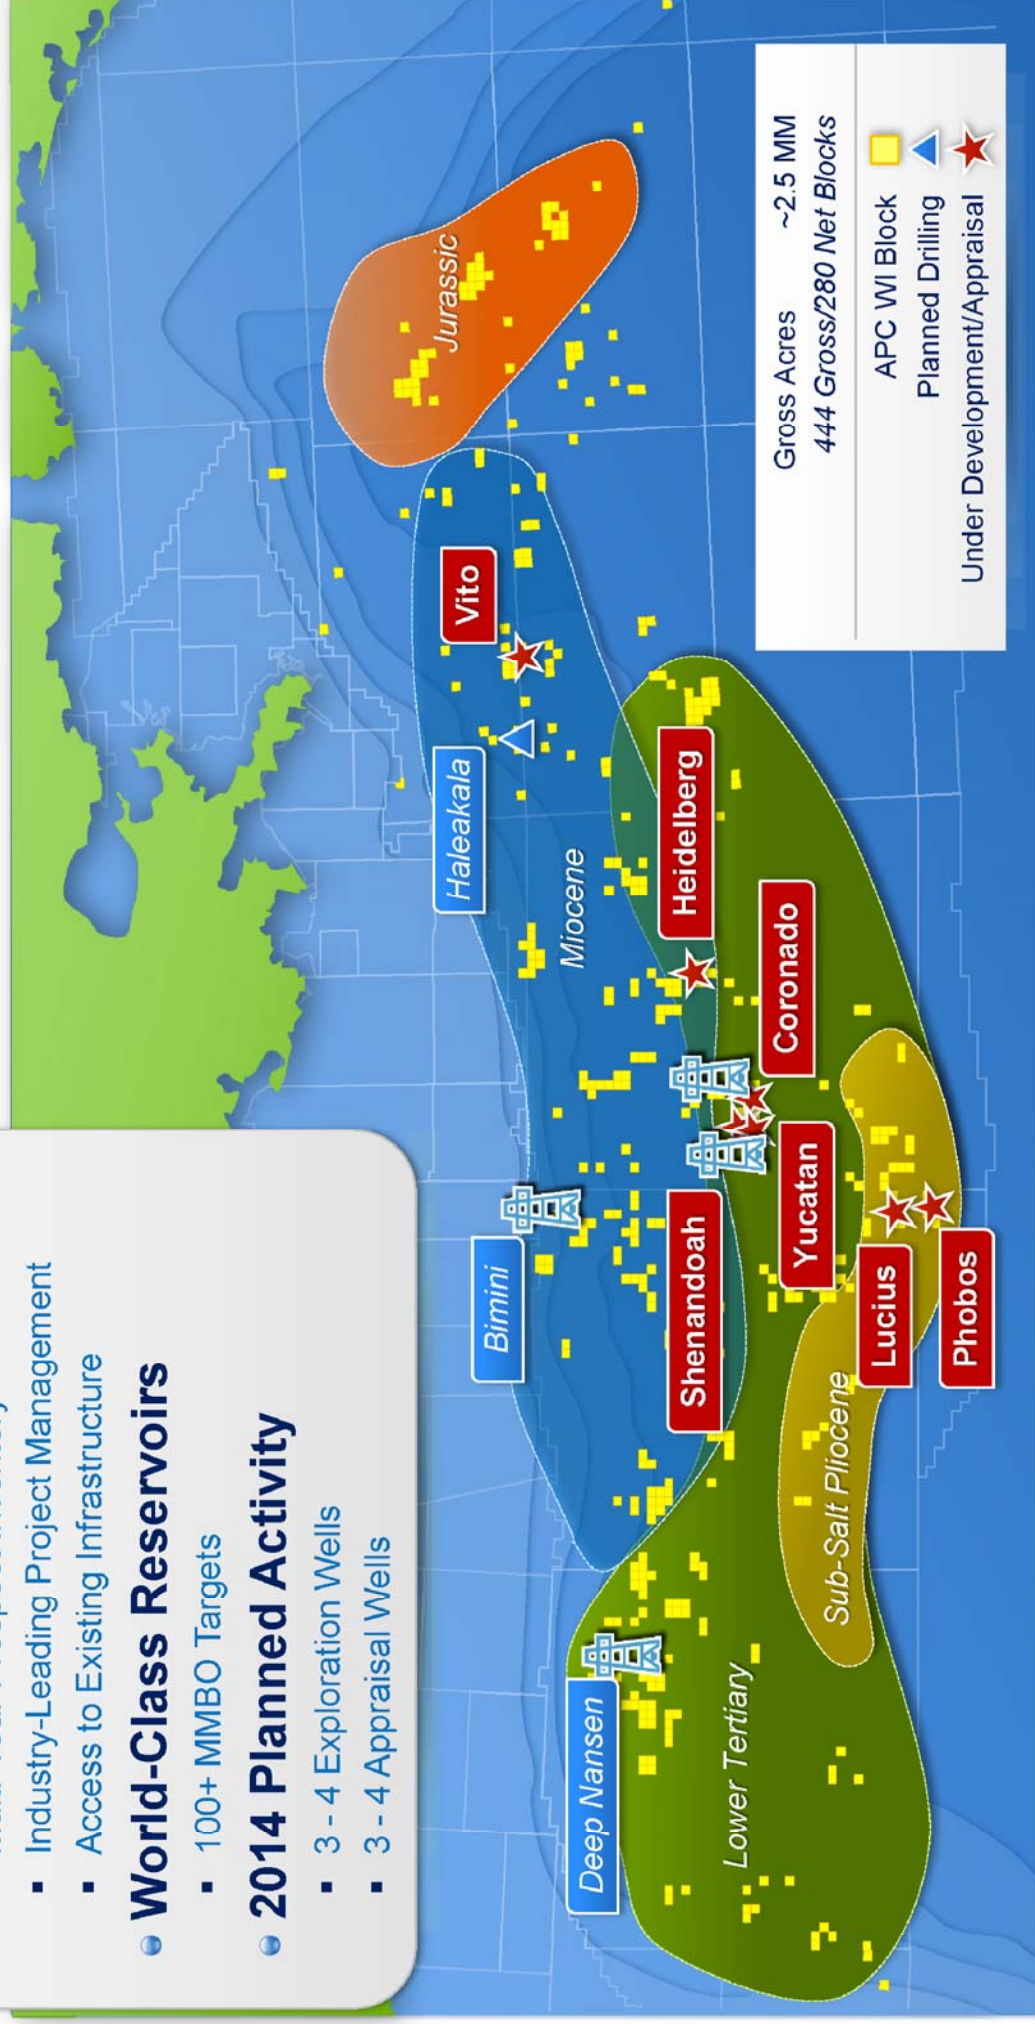 ▪ Industry-Leading Project Management
▪ Access to Existing Infrastructure
• World-Class Reservoirs
▪ 100+ MMBO Targets
• 2014 Planned Activity
▪ 3 - 4 Exploration Wells
▪ 3 - 4 Appraisal Wells
Jurassic
Vito
Haleakala
Miocene
Bimini
Heidelberg
Coronado
Shenandoah
Yucatan
Deep Nansen
Lucius
Phobos
Sub-Salt Pliocene
Lower Tertiary
Gross Acres ~2.5 MM
444 Gross/280 Net Blocks
APC WI Block
Planned Drilling
Under Development/Appraisal